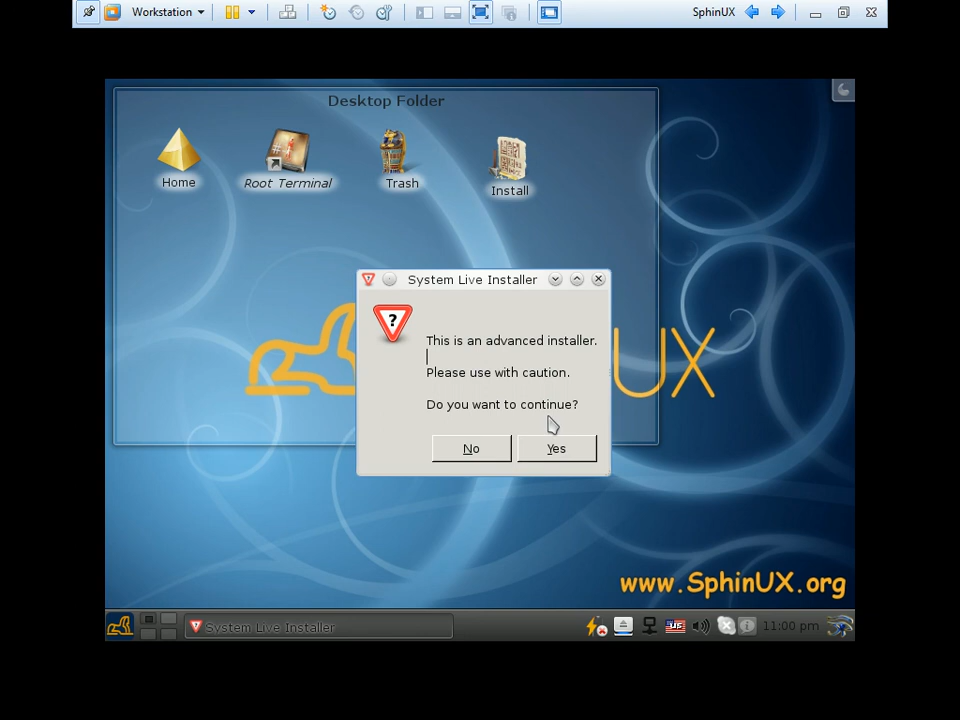 Workstation
SphinUX
Desktop Folder
Home
Root Terminal
Trash
Install
System Live Installer
?
This is an advanced installer.
Please use with caution.
Do you want to continue?
No
Yes
UX
www.SphinUX.org
System Live Installer
US
11:00 pm